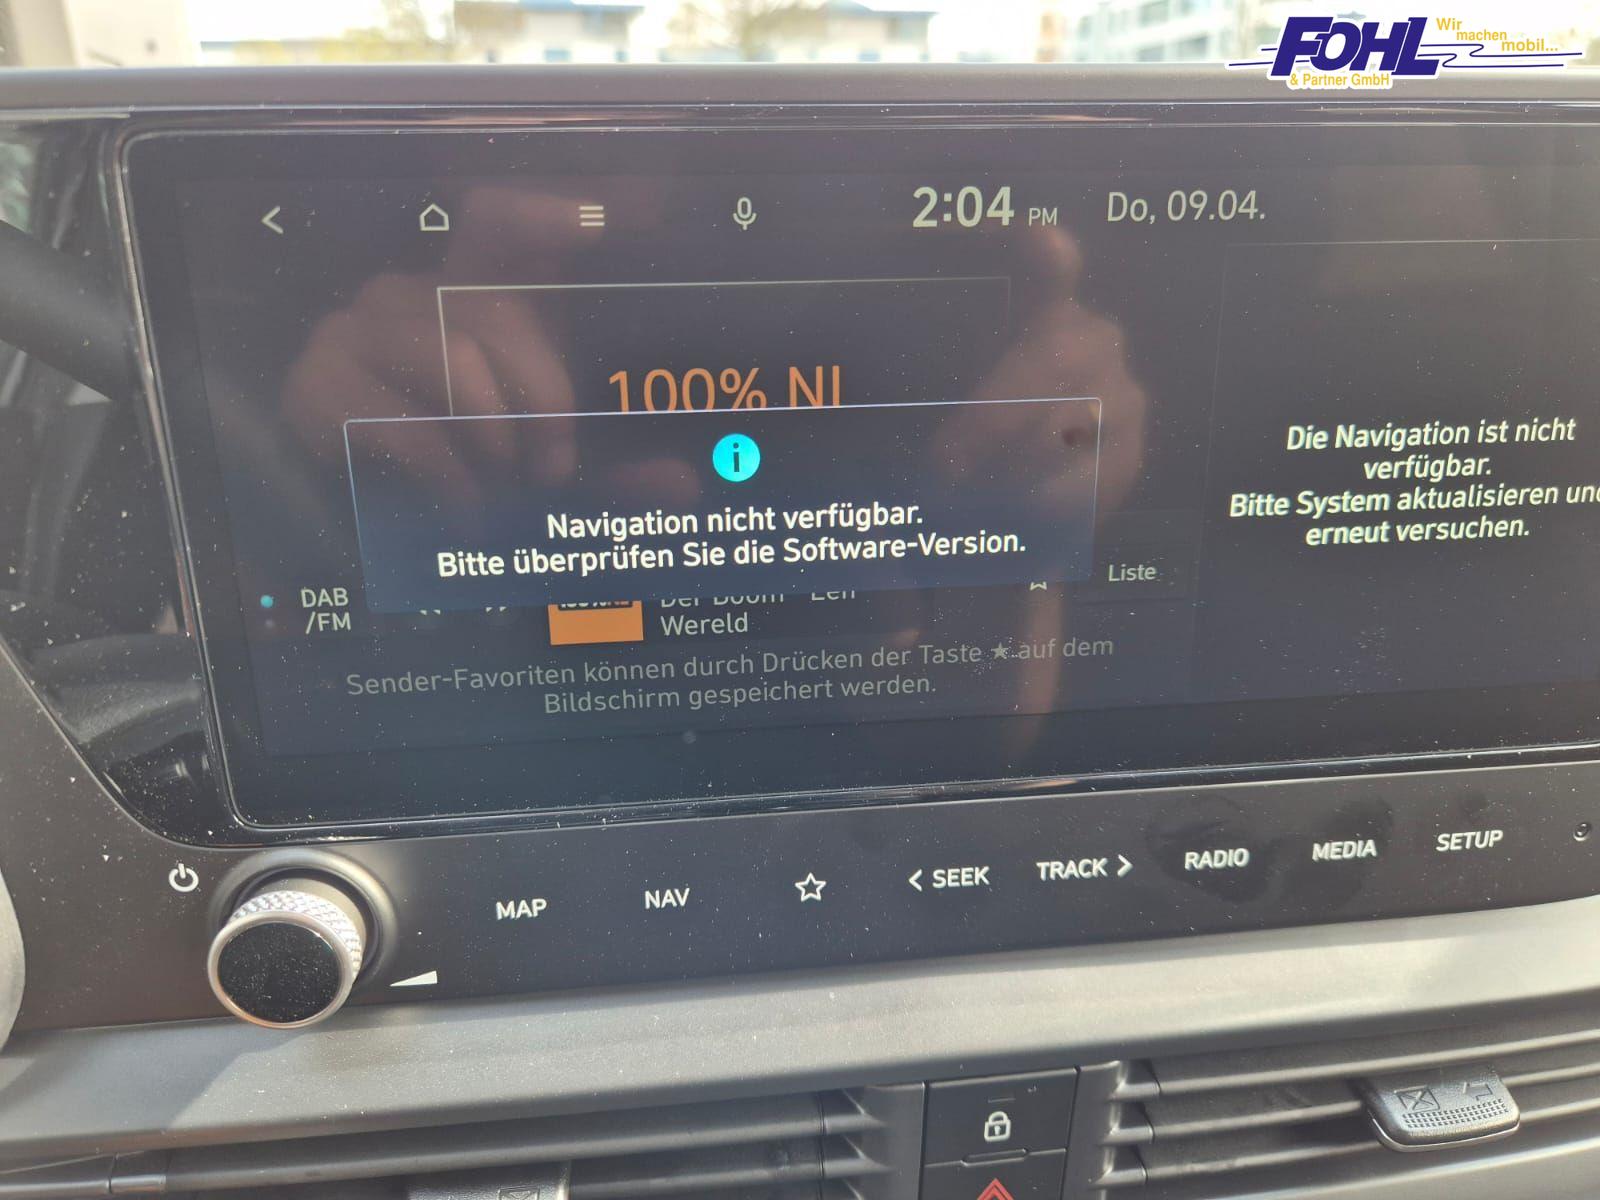 FOHL
Wir
machen
mobil...
& Partner GmbH
2:04 PM Do, 09.04.
100% NL
Die Navigation ist nicht
verfügbar.
Bitte System aktualisieren und
erneut versuchen.
i
Navigation nicht verfügbar.
Bitte überprüfen Sie die Software-Version.
DAB
/FM
Der Boom
Wereld
Liste
Sender-Favoriten können durch Drücken der Taste ★ auf dem
Bildschirm gespeichert werden.
MAP
NAV
< SEEK
TRACK >
RADIO
MEDIA
SETUP